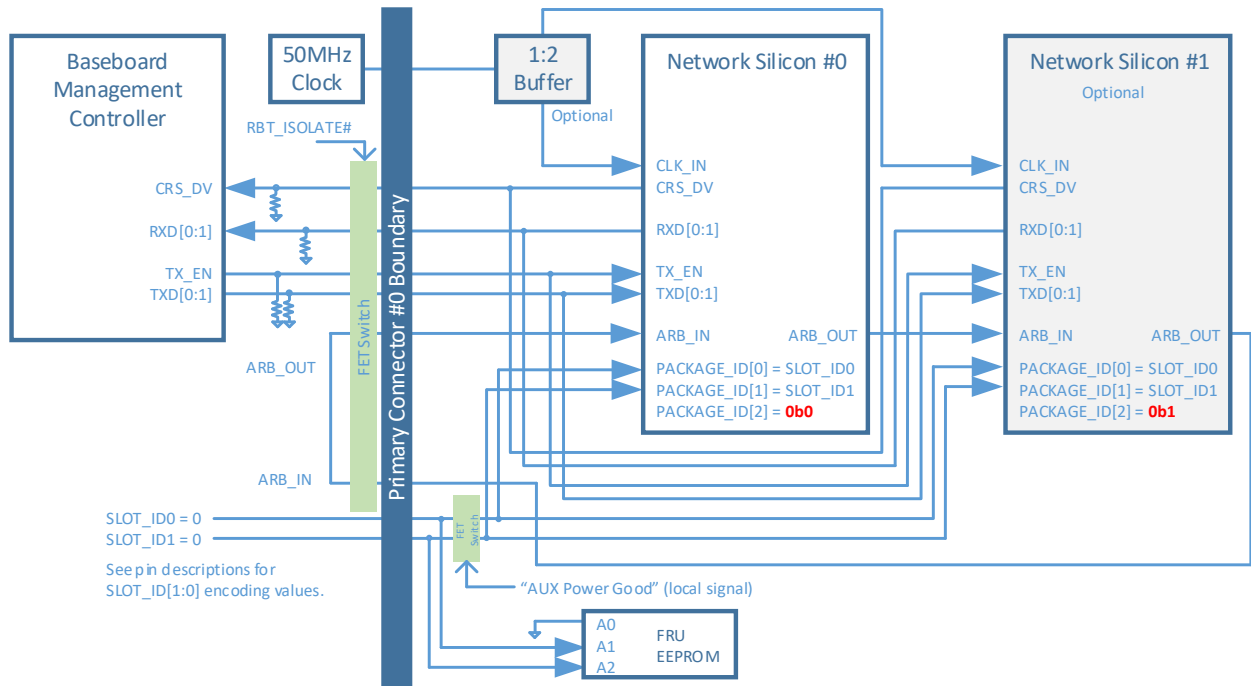 Baseboard
Management
Controller
CRS_DV
RXD[0:1]
TX_EN
TXD[0:1]
50MHz
Clock
RBT_ISOLATE#
FET Switch
Primary Connector #0 Boundary
ARB_OUT
ARB_IN
SLOT_ID0 = 0
SLOT_ID1 = 0
See pin descriptions for
SLOT_ID[1:0] encoding values.
1:2
Buffer
Optional
Network Silicon #0
CLK_IN
CRS_DV
RXD[0:1]
TX_EN
TXD[0:1]
ARB_IN ARB_OUT
PACKAGE_ID[0] = SLOT_ID0
PACKAGE_ID[1] = SLOT_ID1
PACKAGE_ID[2] = 0b0
Network Silicon #1
Optional
CLK_IN
CRS_DV
RXD[0:1]
TX_EN
TXD[0:1]
ARB_IN ARB_OUT
PACKAGE_ID[0] = SLOT_ID0
PACKAGE_ID[1] = SLOT_ID1
PACKAGE_ID[2] = 0b1
FET
Switch
“AUX Power Good” (local signal)
A0
A1
A2
FRU
EEPROM